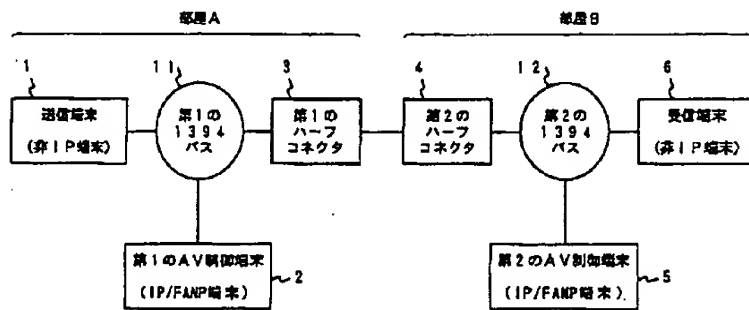 部屋A
部屋B
1
11
3
4
12
6
送信端末
(非IP端末)
第1の
1394
バス
第1の
ハーフ
コネクタ
第2の
ハーフ
コネクタ
第2の
1394
バス
受信端末
(非IP端末)
第1のAV制御端末
(IP/FANP端末)
2
第2のAV制御端末
(IP/FANP端末)
5